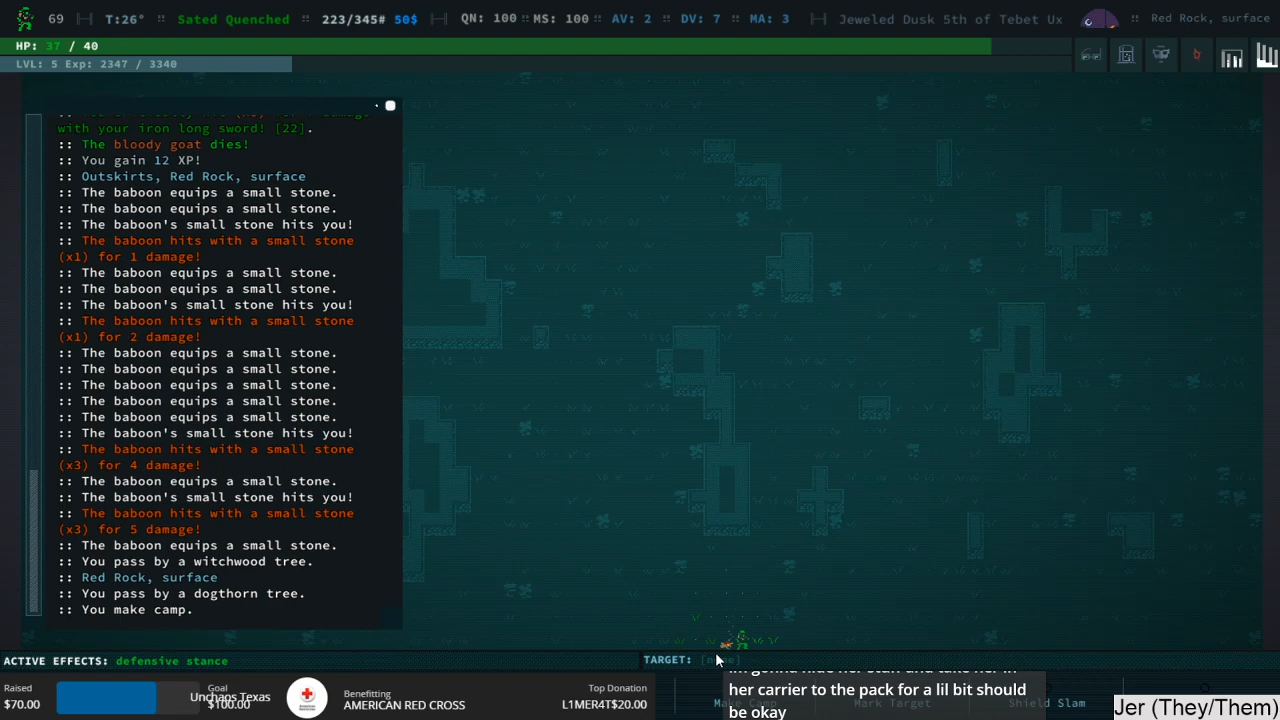 69 T:26° :: Sated Quenched :: 223/345# 50$ QN: 100 :: MS: 100 :: AV: 2 :: DV: 7 :: MA: 3 Jeweled Dusk 5th of Tebet Ux :: Red Rock, surface
HP: 37 / 40
LVL: 5 Exp: 2347 / 3340
with your iron long sword! [22].
:: The bloody goat dies!
:: You gain 12 XP!
:: Outskirts, Red Rock, surface
:: The baboon equips a small stone.
:: The baboon equips a small stone.
:: The baboon's small stone hits you!
:: The baboon hits with a small stone
(x1) for 1 damage!
:: The baboon equips a small stone.
:: The baboon equips a small stone.
:: The baboon's small stone hits you!
:: The baboon hits with a small stone
(x1) for 2 damage!
:: The baboon equips a small stone.
:: The baboon equips a small stone.
:: The baboon equips a small stone.
:: The baboon equips a small stone.
:: The baboon equips a small stone.
:: The baboon's small stone hits you!
:: The baboon hits with a small stone
(x3) for 4 damage!
:: The baboon equips a small stone.
:: The baboon's small stone hits you!
:: The baboon hits with a small stone
(x3) for 5 damage!
:: The baboon equips a small stone.
:: You pass by a witchwood tree.
:: Red Rock, surface
:: You pass by a dogthorn tree.
:: You make camp.
ACTIVE EFFECTS: defensive stance
TARGET: [none]
her carrier to the pack for a lil bit should
be okay
Make Camp
Mark Target
Shield Slam
Raised
$70.00
Goal
$100.00
Unchas Texas
Benefitting
AMERICAN RED CROSS
Top Donation
L1MER4T$20.00
Jer (They/Them)